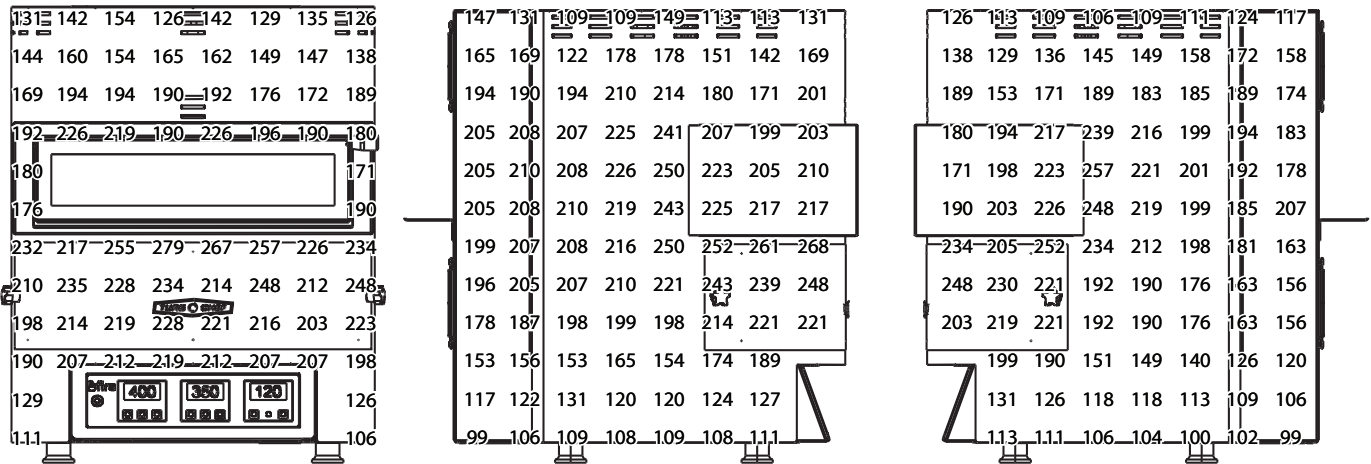 131 142 154 126 142 129 135 126 147 131 109 109 149 113 113 131 126 113 109 106 109 111 124 117
144 160 154 165 162 149 147 138 165 169 122 178 178 151 142 169 138 129 136 145 149 158 172 158
169 194 194 190 192 176 172 189 194 190 194 210 214 180 171 201 189 153 171 189 183 185 189 174
192 226 219 190 226 196 190 180 205 208 207 225 241 207 199 203 180 194 217 239 216 199 194 183
180 171 205 210 208 226 250 223 205 210 171 198 223 257 221 201 192 178
176 190 205 208 210 219 243 225 217 217 190 203 226 248 219 199 185 207
232 217 255 279 267 257 226 234 199 207 208 216 250 252 261 268 234 205 252 234 212 198 181 163
210 235 228 234 214 248 212 248 196 205 207 210 221 243 239 248 248 230 221 192 190 176 163 156
TURBO CHEF
198 214 219 228 221 216 203 223 178 187 198 199 198 214 221 221 203 219 221 192 190 176 163 156
190 207 212 219 212 207 207 198 153 156 153 165 154 174 189 199 190 151 149 140 126 120
fire 400 350 120
129 126 117 122 131 120 120 124 127 131 126 118 118 113 109 106
111 106 99 106 109 108 109 108 111 113 111 106 104 100 102 99